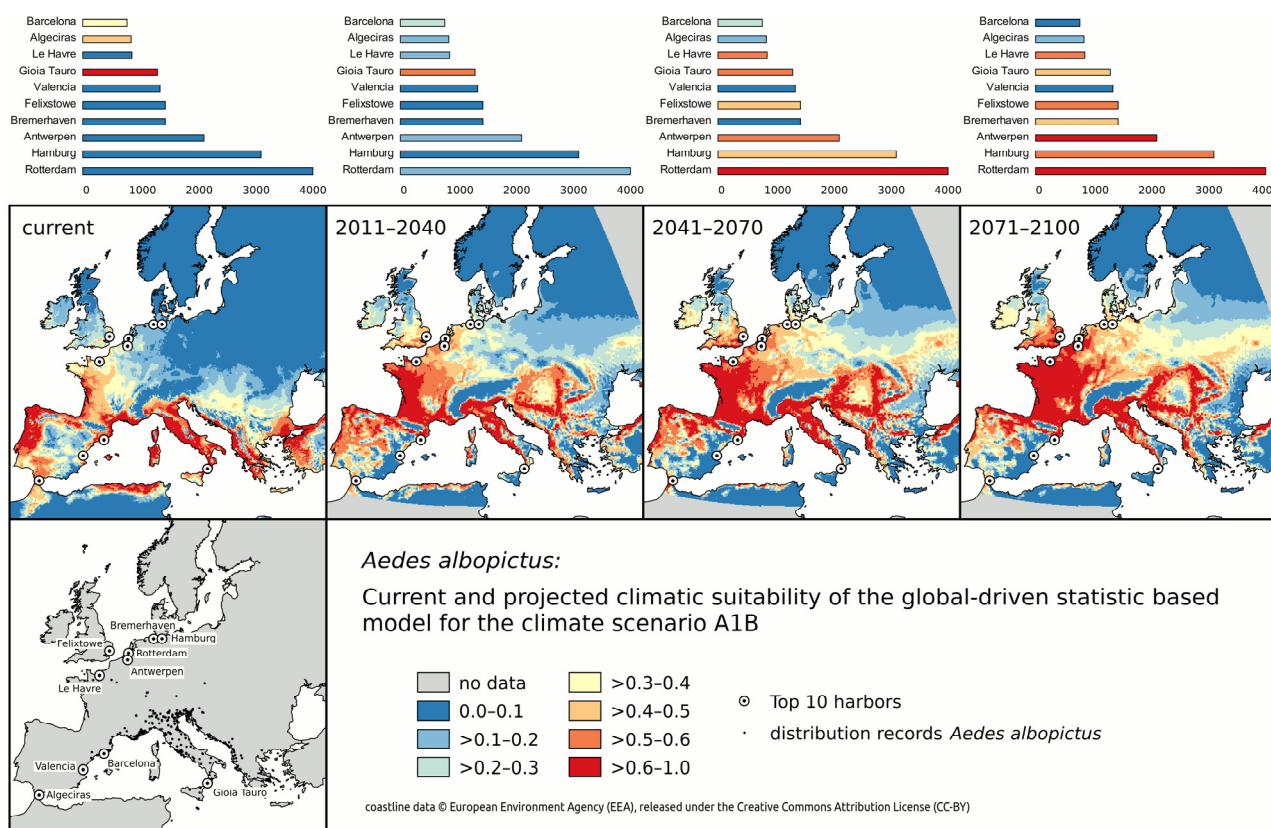 Barcelona
Algeciras
Le Havre
Gioia Tauro
Valencia
Felixstowe
Bremerhaven
Antwerpen
Hamburg
Rotterdam
0 1000 2000 3000 4000
Barcelona
Algeciras
Le Havre
Gioia Tauro
Valencia
Felixstowe
Bremerhaven
Antwerpen
Hamburg
Rotterdam
0 1000 2000 3000 4000
Barcelona
Algeciras
Le Havre
Gioia Tauro
Valencia
Felixstowe
Bremerhaven
Antwerpen
Hamburg
Rotterdam
0 1000 2000 3000 4000
Barcelona
Algeciras
Le Havre
Gioia Tauro
Valencia
Felixstowe
Bremerhaven
Antwerpen
Hamburg
Rotterdam
0 1000 2000 3000 400
current
2011–2040
2041–2070
2071–2100
Bremerhaven
Hamburg
Felixtowe
Rotterdam
Antwerpen
Le Havre
Valencia
Barcelona
Algeciras
Gioia Tauro
Aedes albopictus:
Current and projected climatic suitability of the global-driven statistic based
model for the climate scenario A1B
no data
0.0–0.1
>0.1–0.2
>0.2–0.3
>0.3–0.4
>0.4–0.5
>0.5–0.6
>0.6–1.0
Top 10 harbors
distribution records Aedes albopictus
coastline data © European Environment Agency (EEA), released under the Creative Commons Attribution License (CC-BY)